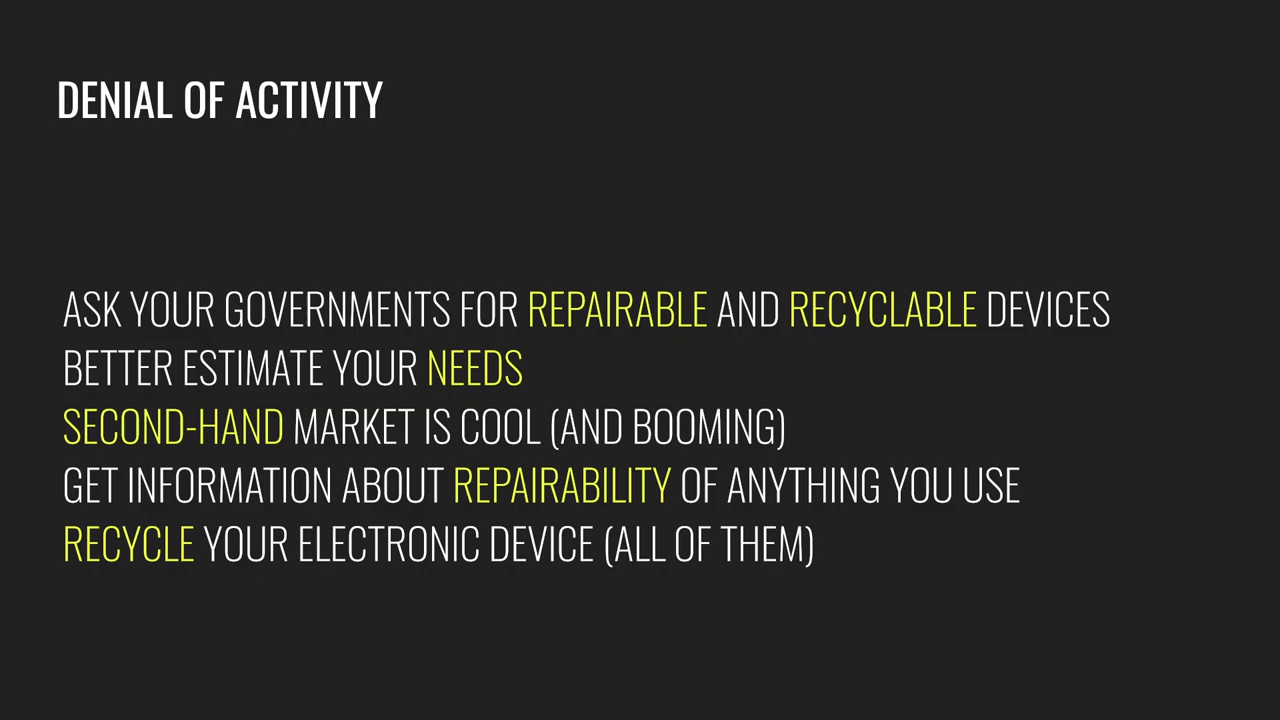 DENIAL OF ACTIVITY
ASK YOUR GOVERNMENTS FOR REPAIRABLE AND RECYCLABLE DEVICES
BETTER ESTIMATE YOUR NEEDS
SECOND-HAND MARKET IS COOL (AND BOOMING)
GET INFORMATION ABOUT REPAIRABILITY OF ANYTHING YOU USE
RECYCLE YOUR ELECTRONIC DEVICE (ALL OF THEM)